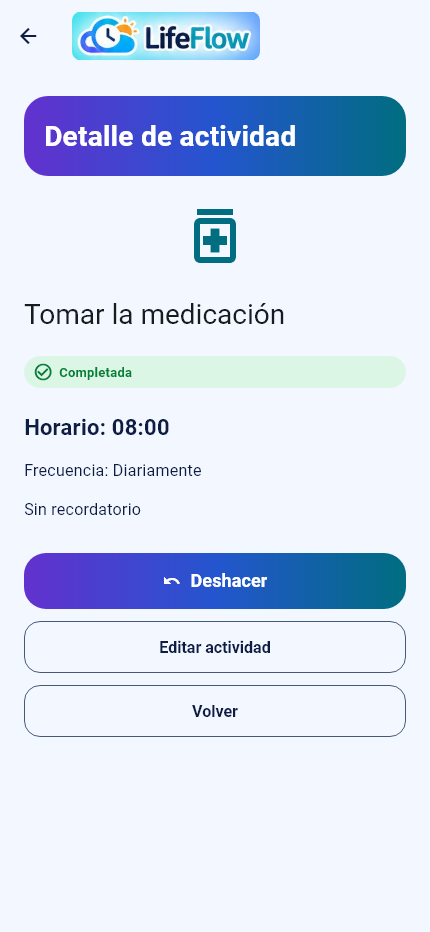 LifeFlow
Detalle de actividad
Tomar la medicación
Completada
Horario: 08:00
Frecuencia: Diariamente
Sin recordatorio
Deshacer
Editar actividad
Volver